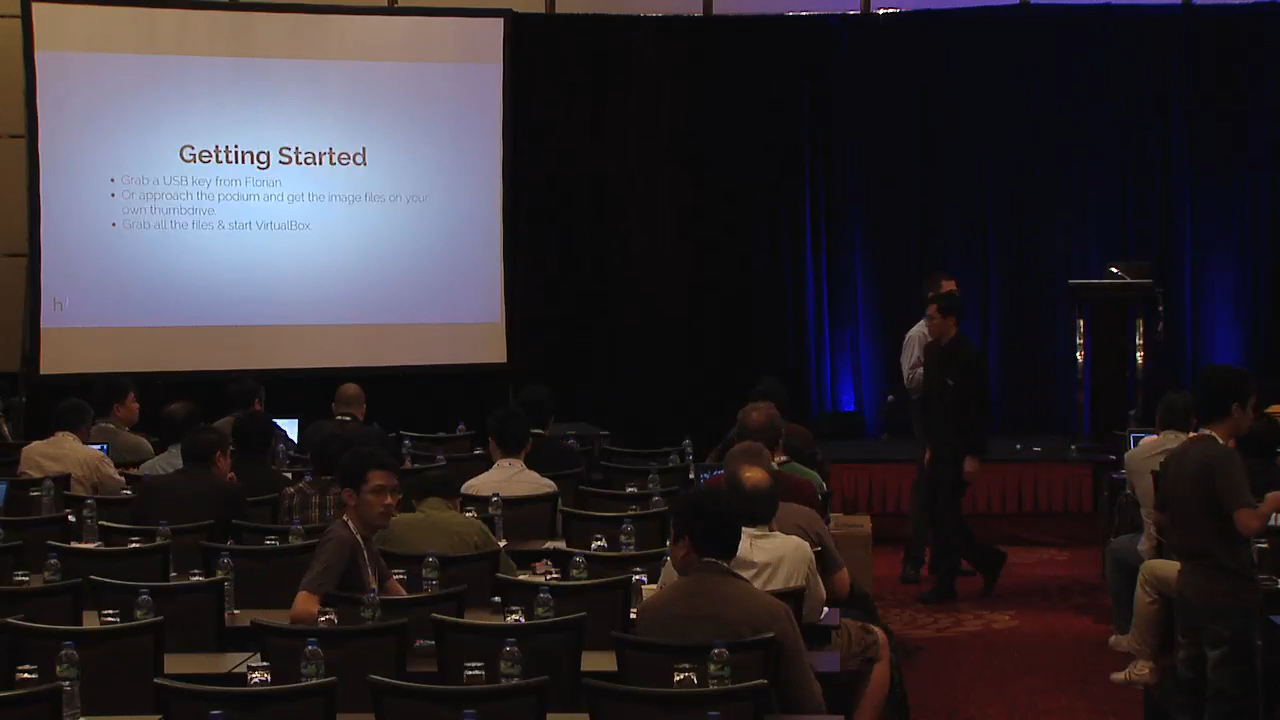 Getting Started
• Grab a USB key from Florian.
• Or approach the podium and get the image files on your
own thumbdrive.
• Grab all the files & start VirtualBox.
h